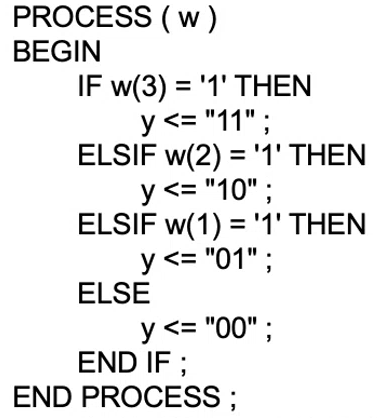 PROCESS ( w )
BEGIN
IF w(3) = '1' THEN
y <= "11" ;
ELSIF w(2) = '1' THEN
y <= "10" ;
ELSIF w(1) = '1' THEN
y <= "01" ;
ELSE
y <= "00" ;
END IF ;
END PROCESS ;